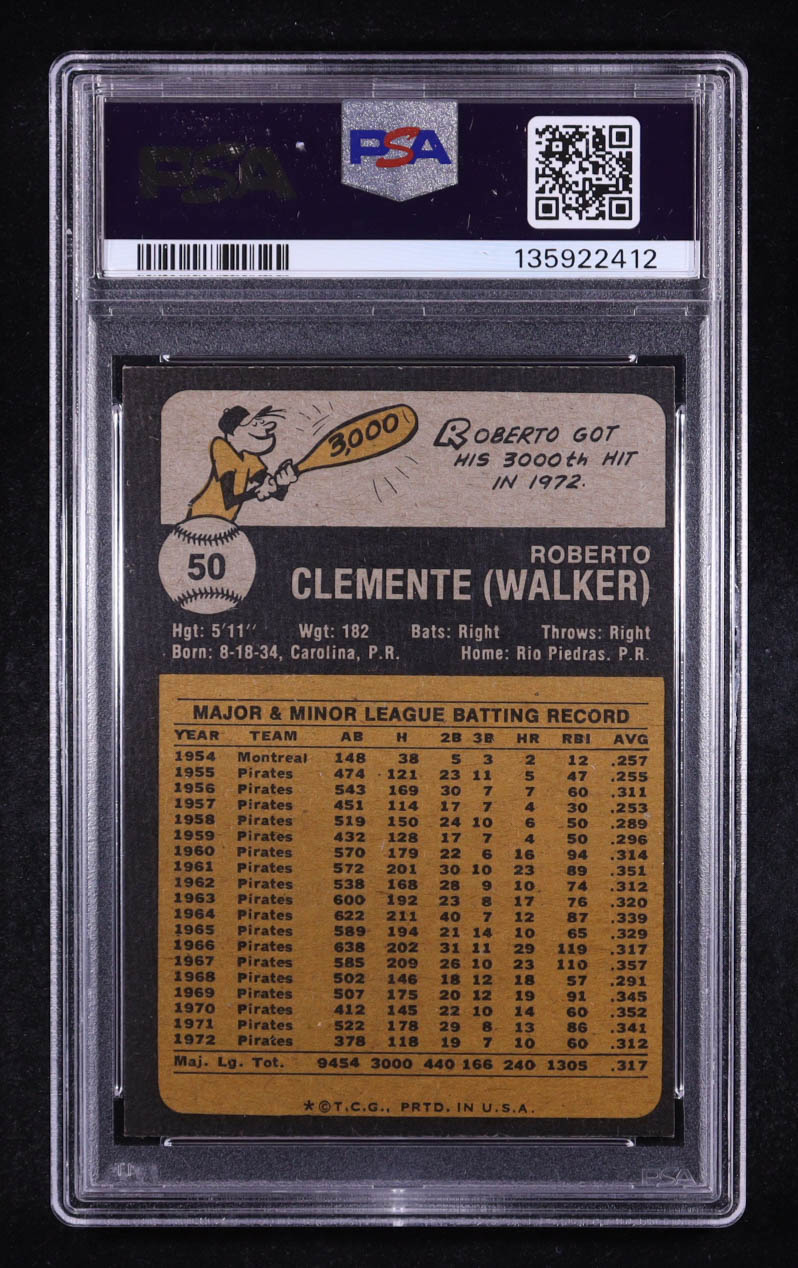 PSA
PSA
135922412
3,000
ROBERTO GOT
HIS 3000th HIT
IN 1972.
50
ROBERTO
CLEMENTE (WALKER)
Hgt: 5'11" Wgt: 182 Bats: Right Throws: Right
Born: 8-18-34, Carolina, P.R. Home: Rio Piedras. P.R.
MAJOR & MINOR LEAGUE BATTING RECORD
YEAR TEAM AB H 2B 3B HR RBI AVG
1954 Montreal 148 38 5 3 2 12 .257
1955 Pirates 474 121 23 11 5 47 .255
1956 Pirates 543 169 30 7 7 60 .311
1957 Pirates 451 114 17 7 4 30 .253
1958 Pirates 519 150 24 10 6 50 .289
1959 Pirates 432 128 17 7 4 50 .296
1960 Pirates 570 179 22 6 16 94 .314
1961 Pirates 572 201 30 10 23 89 .351
1962 Pirates 538 168 28 9 10 74 .312
1963 Pirates 600 192 23 8 17 76 .320
1964 Pirates 622 211 40 7 12 87 .339
1965 Pirates 589 194 21 14 10 65 .329
1966 Pirates 638 202 31 11 29 119 .317
1967 Pirates 585 209 26 10 23 110 .357
1968 Pirates 502 146 18 12 18 57 .291
1969 Pirates 507 175 20 12 19 91 .345
1970 Pirates 412 145 22 10 14 60 .352
1971 Pirates 522 178 29 8 13 86 .341
1972 Pirates 378 118 19 7 10 60 .312
Maj. Lg. Tot. 9454 3000 440 166 240 1305 .317
*©T.C.G., PRTD. IN U.S.A.
PSA